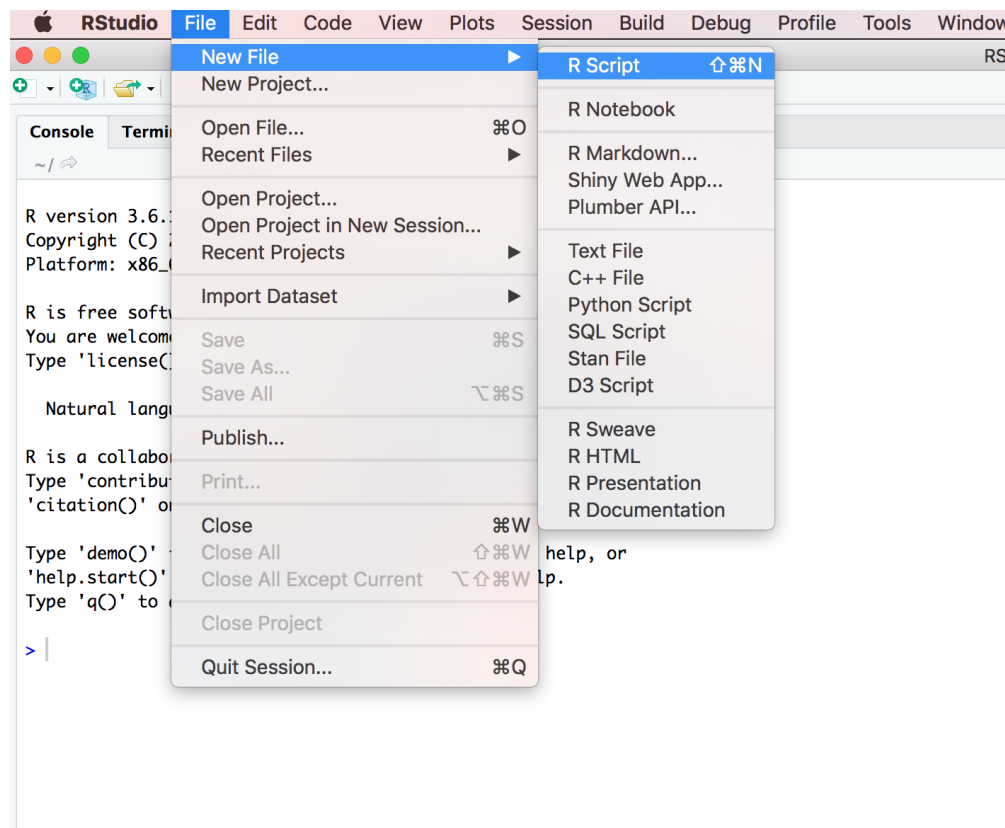 RStudio File Edit Code View Plots Session Build Debug Profile Tools Window
RS
Console Termi
~/
R version 3.6.
Copyright (C)
Platform: x86_
R is free softw
You are welcom
Type 'license()
Natural lang
R is a collabo
Type 'contribu
'citation()' o
Type 'demo()' help, or
'help.start()' lp.
Type 'q()' to
>
New File ▶
New Project...
Open File... ⌘O
Recent Files ▶
Open Project...
Open Project in New Session...
Recent Projects ▶
Import Dataset ▶
Save ⌘S
Save As...
Save All ⌥⌘S
Publish...
Print...
Close ⌘W
Close All ⇧⌘W
Close All Except Current ⌥⇧⌘W
Close Project
Quit Session... ⌘Q
R Script ⇧⌘N
R Notebook
R Markdown...
Shiny Web App...
Plumber API...
Text File
C++ File
Python Script
SQL Script
Stan File
D3 Script
R Sweave
R HTML
R Presentation
R Documentation